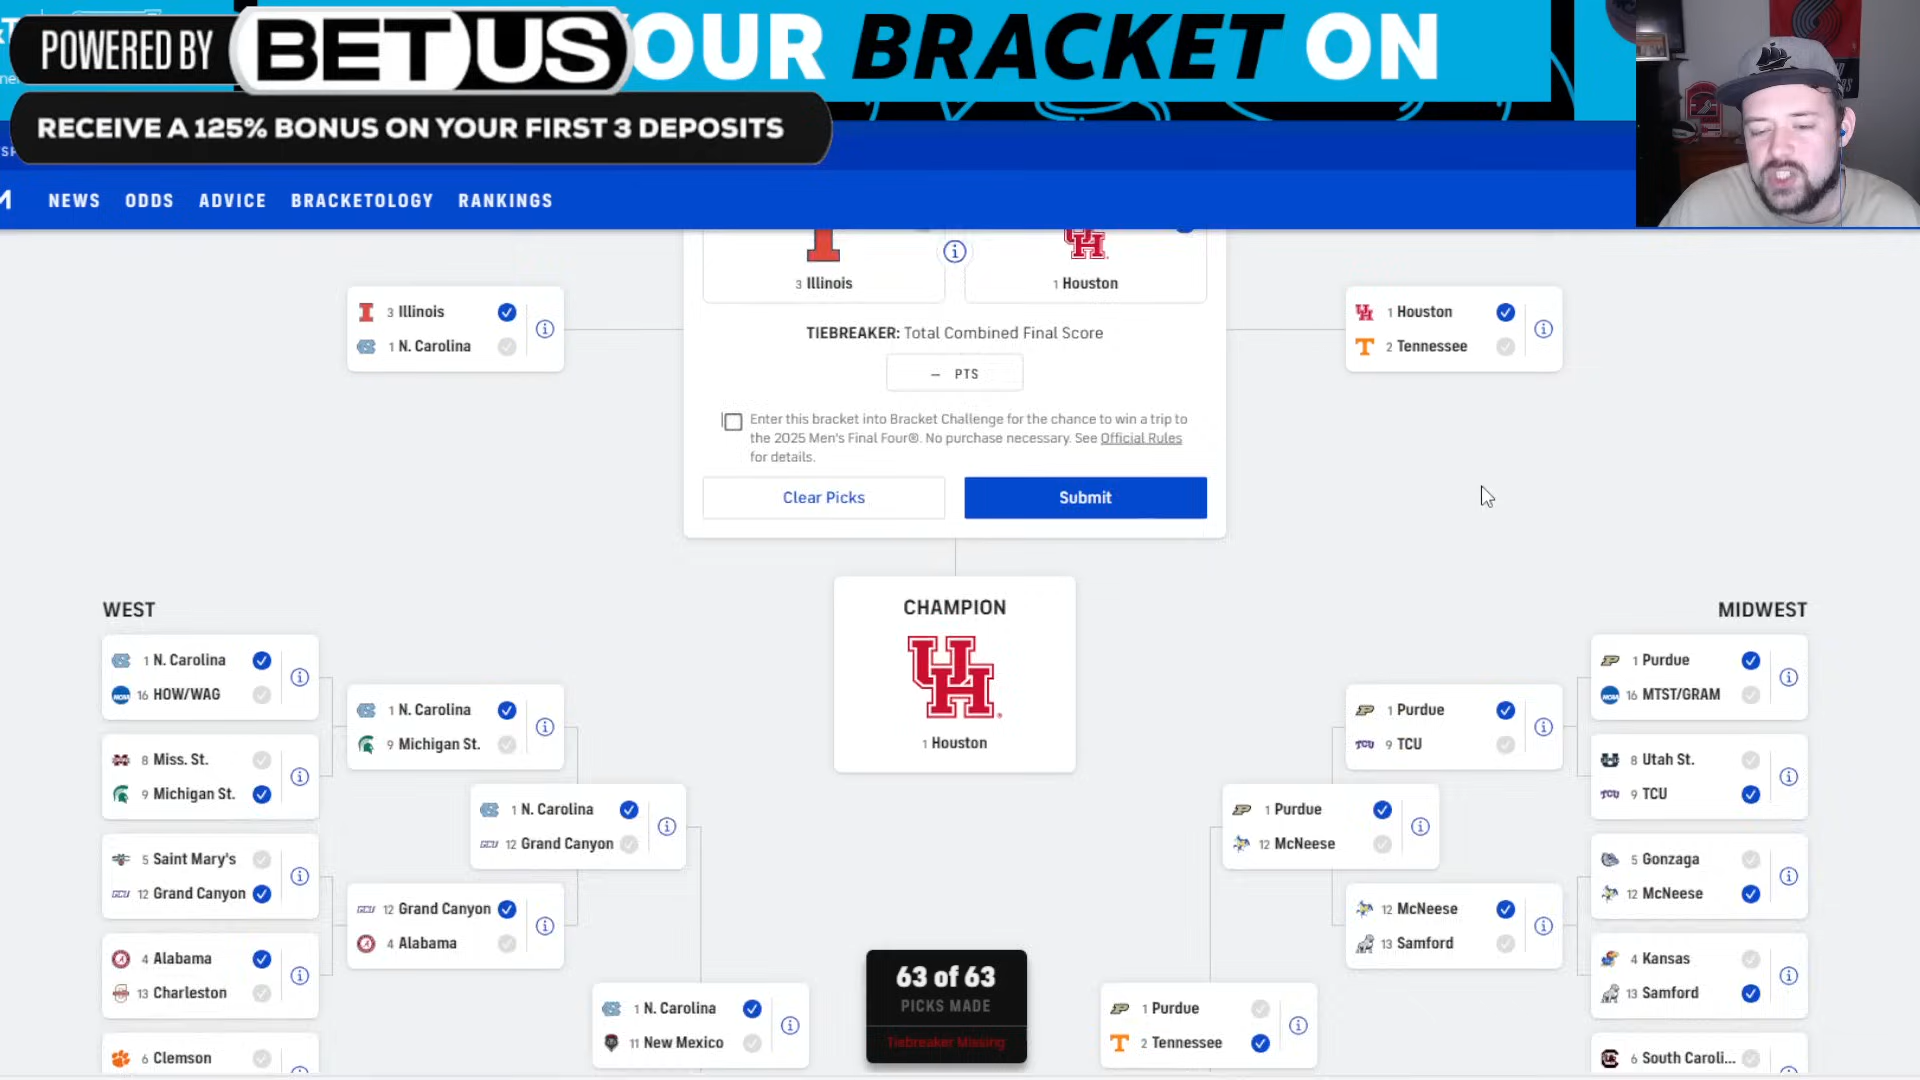 POWERED BY BETUS
OUR BRACKET ON
RECEIVE A 125% BONUS ON YOUR FIRST 3 DEPOSITS
NEWS ODDS ADVICE BRACKETOLOGY RANKINGS
3 Illinois
1 Houston
3 Illinois
1 N. Carolina
TIEBREAKER: Total Combined Final Score
– PTS
Enter this bracket into Bracket Challenge for the chance to win a trip to
the 2025 Men's Final Four®. No purchase necessary. See Official Rules
for details.
Clear Picks
Submit
1 Houston
2 Tennessee
CHAMPION
UH
1 Houston
WEST
1 N. Carolina
16 HOW/WAG
8 Miss. St.
9 Michigan St.
5 Saint Mary's
12 Grand Canyon
4 Alabama
13 Charleston
6 Clemson
1 N. Carolina
9 Michigan St.
12 Grand Canyon
4 Alabama
1 N. Carolina
12 Grand Canyon
1 N. Carolina
11 New Mexico
63 of 63
PICKS MADE
Tiebreaker Missing
MIDWEST
1 Purdue
16 MTST/GRAM
8 Utah St.
9 TCU
5 Gonzaga
12 McNeese
4 Kansas
13 Samford
6 South Caroli...
1 Purdue
9 TCU
12 McNeese
13 Samford
1 Purdue
12 McNeese
1 Purdue
2 Tennessee